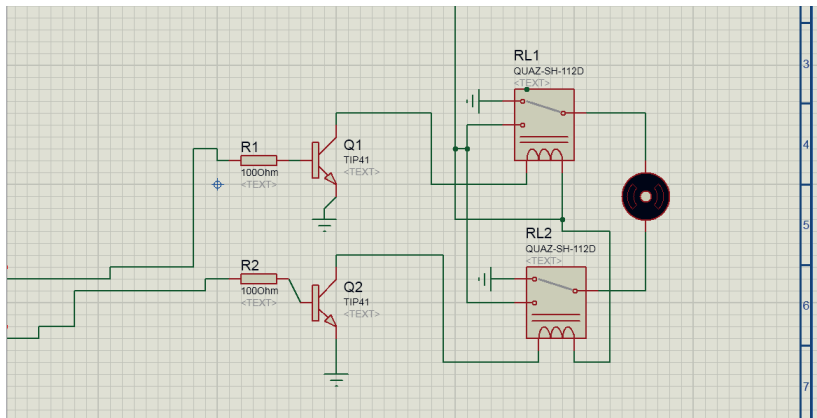 RL1
QUAZ-SH-112D
<TEXT>
3
R1
100Ohm
<TEXT>
Q1
TIP41
<TEXT>
4
RL2
QUAZ-SH-112D
<TEXT>
5
R2
100Ohm
<TEXT>
Q2
TIP41
<TEXT>
6
7